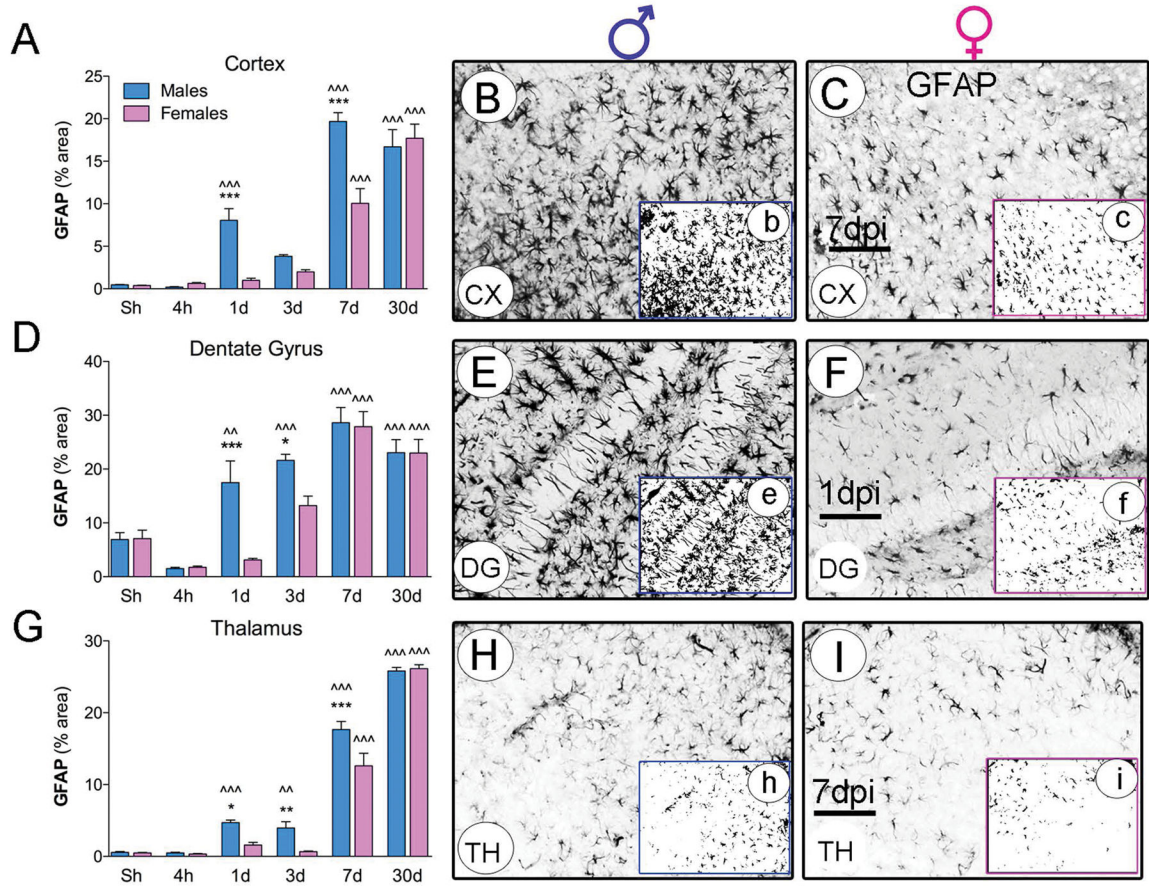 A
Cortex
GFAP (% area)
25
20
15
10
5
0
Males
Females
^^^
***
^^^
***
^^^
^^^ ^^^
Sh 4h 1d 3d 7d 30d
B
b
CX
C
GFAP
7dpi
c
CX
D
Dentate Gyrus
GFAP (% area)
40
30
20
10
0
^^
***
^^^
*
^^^ ^^^
^^^ ^^^
Sh 4h 1d 3d 7d 30d
E
e
DG
F
1dpi
f
DG
G
Thalamus
GFAP (% area)
30
20
10
0
^^^
*
^^
**
^^^
***
^^^
^^^ ^^^
Sh 4h 1d 3d 7d 30d
H
h
TH
I
7dpi
i
TH